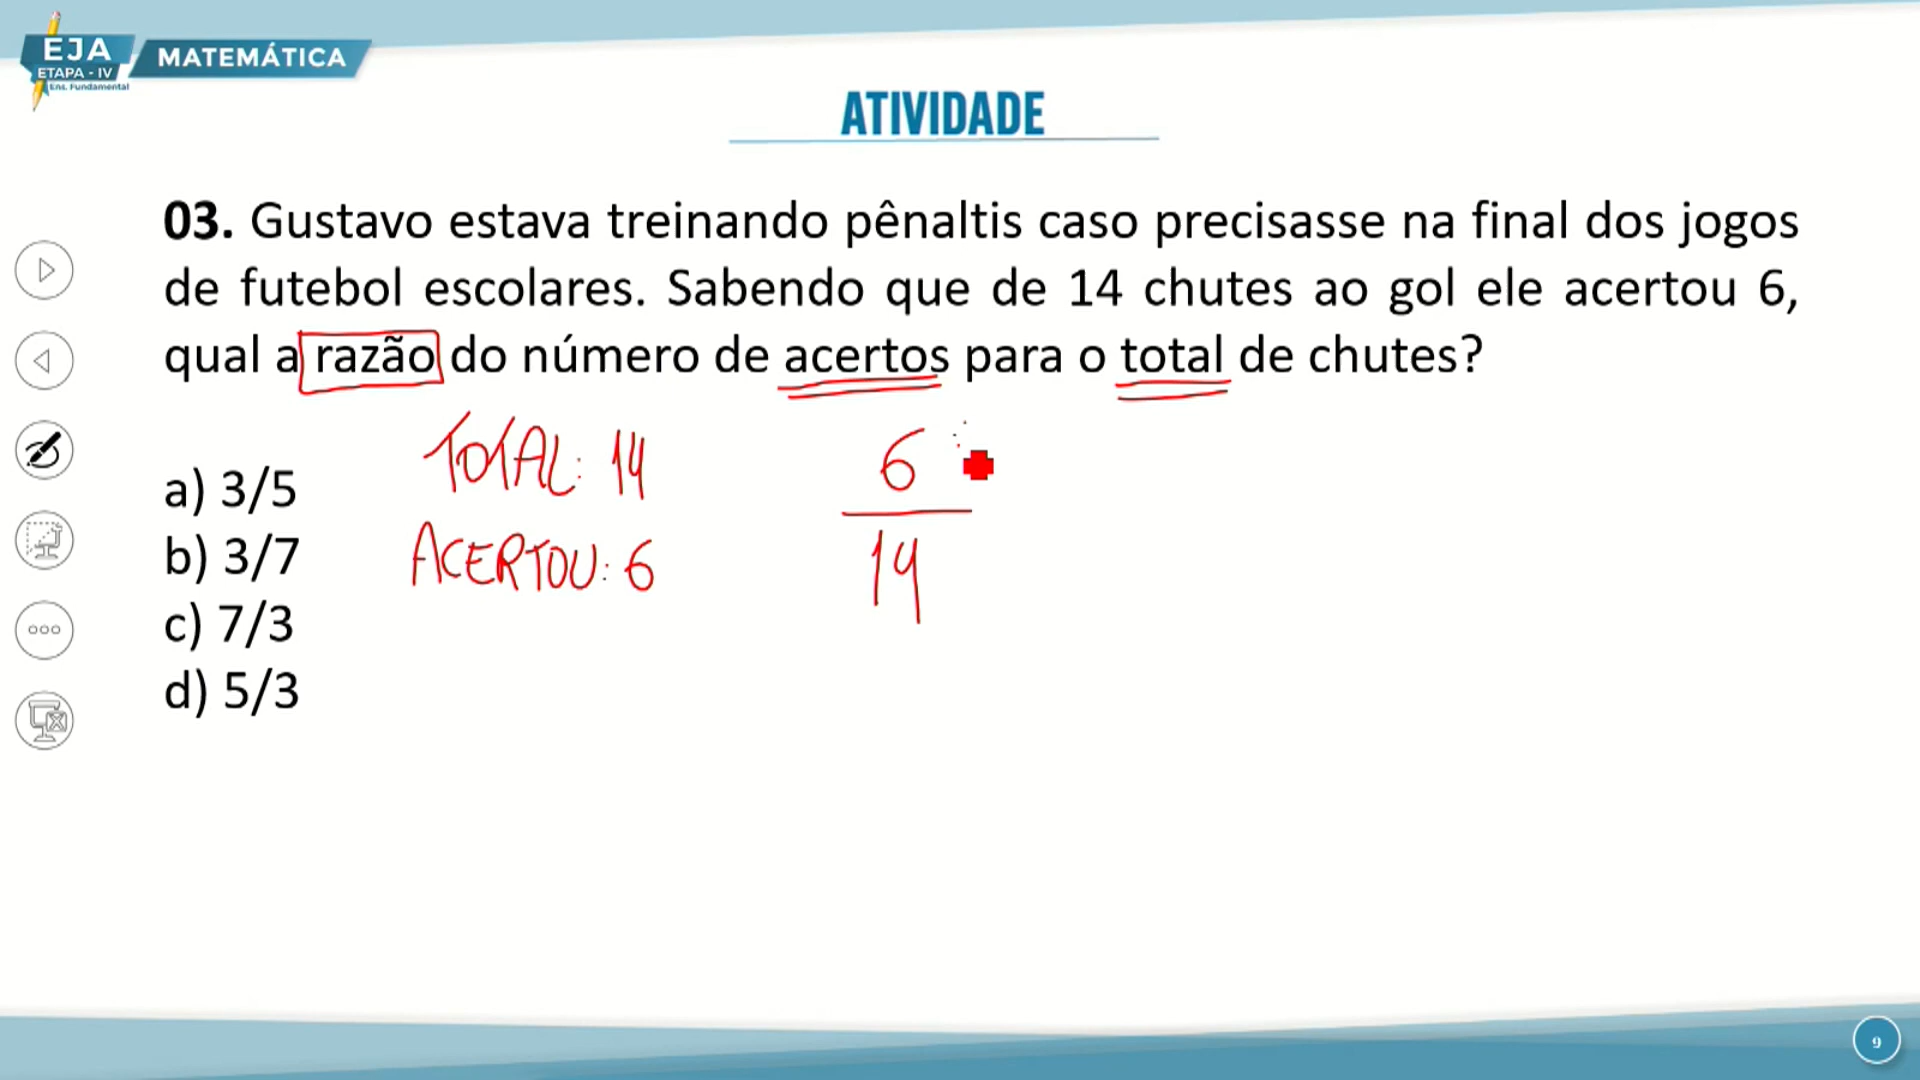 EJA
ETAPA - IV
Ens. Fundamental
MATEMÁTICA
ATIVIDADE
03. Gustavo estava treinando pênaltis caso precisasse na final dos jogos
de futebol escolares. Sabendo que de 14 chutes ao gol ele acertou 6,
qual a razão do número de acertos para o total de chutes?
a) 3/5
b) 3/7
c) 7/3
d) 5/3
TOTAL: 14
ACERTOU: 6
6
14
9